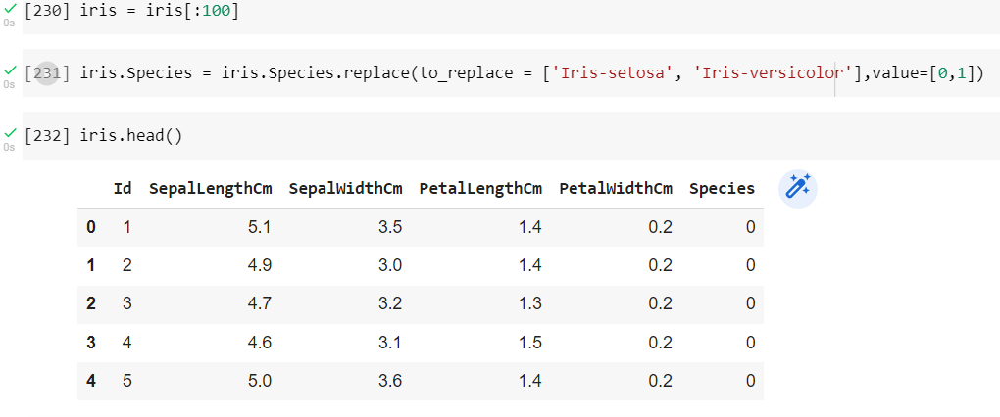 [230] iris = iris[:100]
0s
[231] iris.Species = iris.Species.replace(to_replace = ['Iris-setosa', 'Iris-versicolor'],value=[0,1])
0s
[232] iris.head()
0s
Id SepalLengthCm SepalWidthCm PetalLengthCm PetalWidthCm Species
0 1 5.1 3.5 1.4 0.2 0
1 2 4.9 3.0 1.4 0.2 0
2 3 4.7 3.2 1.3 0.2 0
3 4 4.6 3.1 1.5 0.2 0
4 5 5.0 3.6 1.4 0.2 0